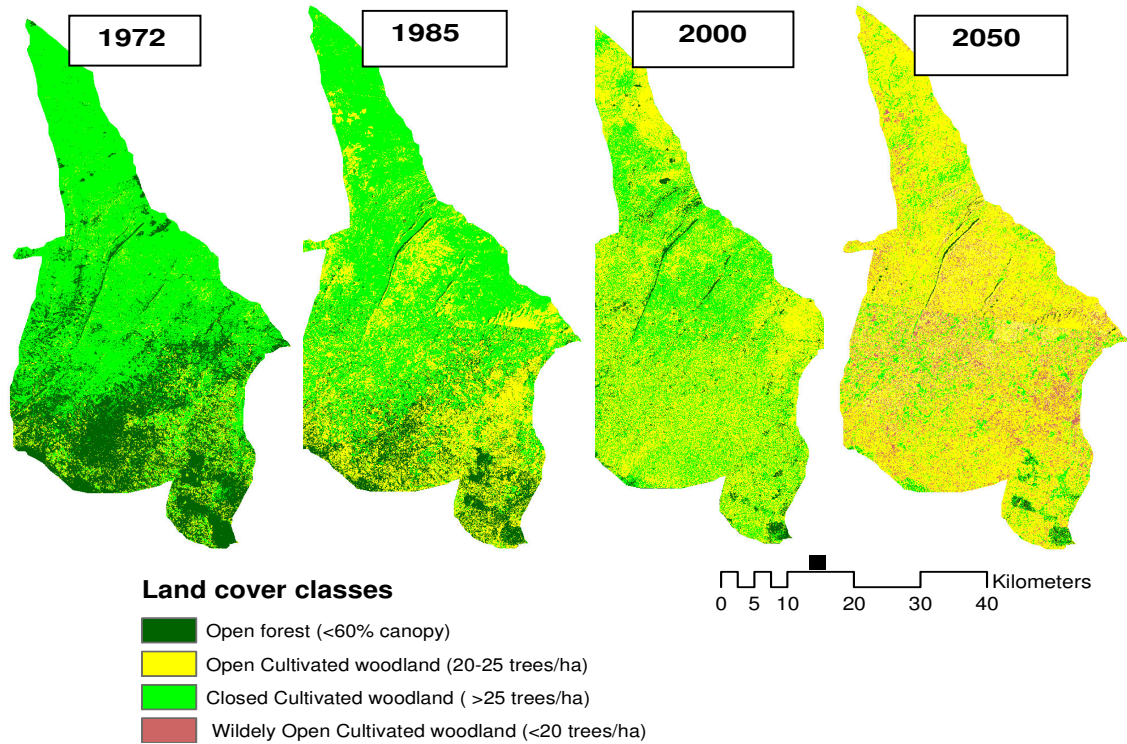 1972
1985
2000
2050
Kilometers
0 5 10 20 30 40
Land cover classes
Open forest (<60% canopy)
Open Cultivated woodland (20-25 trees/ha)
Closed Cultivated woodland ( >25 trees/ha)
Wildely Open Cultivated woodland (<20 trees/ha)